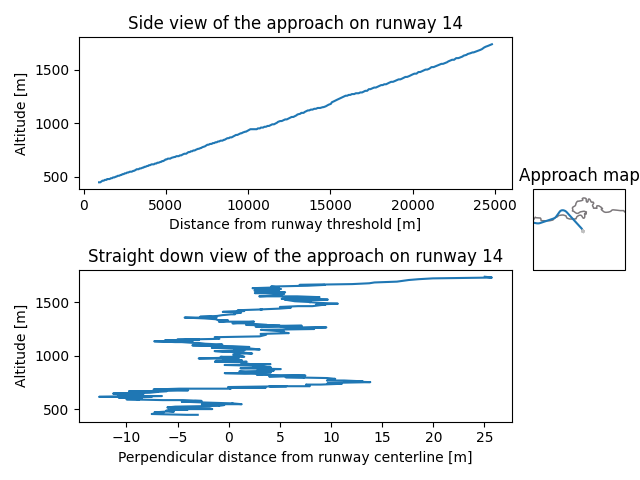 Side view of the approach on runway 14
Altitude [m]
1500
1000
500
0
5000
10000
15000
20000
25000
Distance from runway threshold [m]
Approach map
Straight down view of the approach on runway 14
Altitude [m]
1500
1000
500
−10
−5
0
5
10
15
20
25
Perpendicular distance from runway centerline [m]